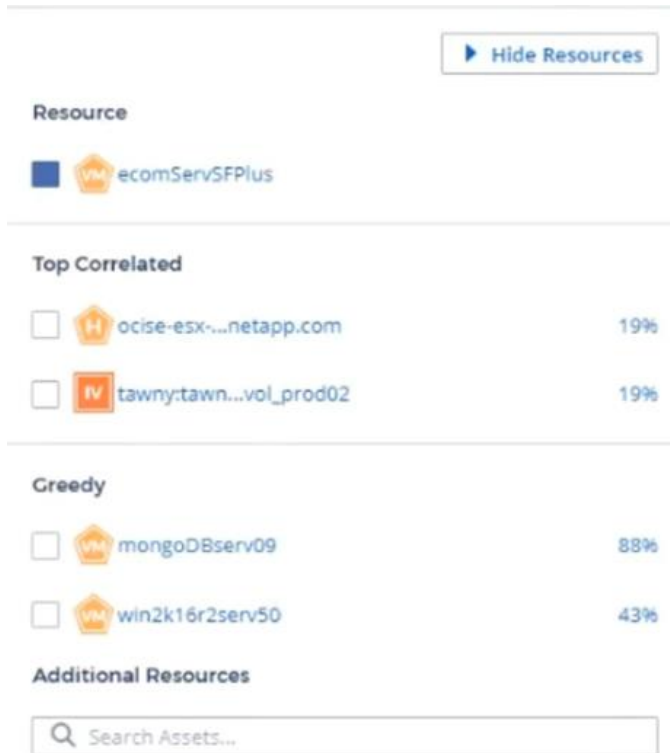 Hide Resources
Resource
VM ecomServSFPlus
Top Correlated
H ocise-esx-...netapp.com 19%
IV tawny:tawn...vol_prod02 19%
Greedy
VM mongoDBserv09 88%
VM win2k16r2serv50 43%
Additional Resources
Search Assets...